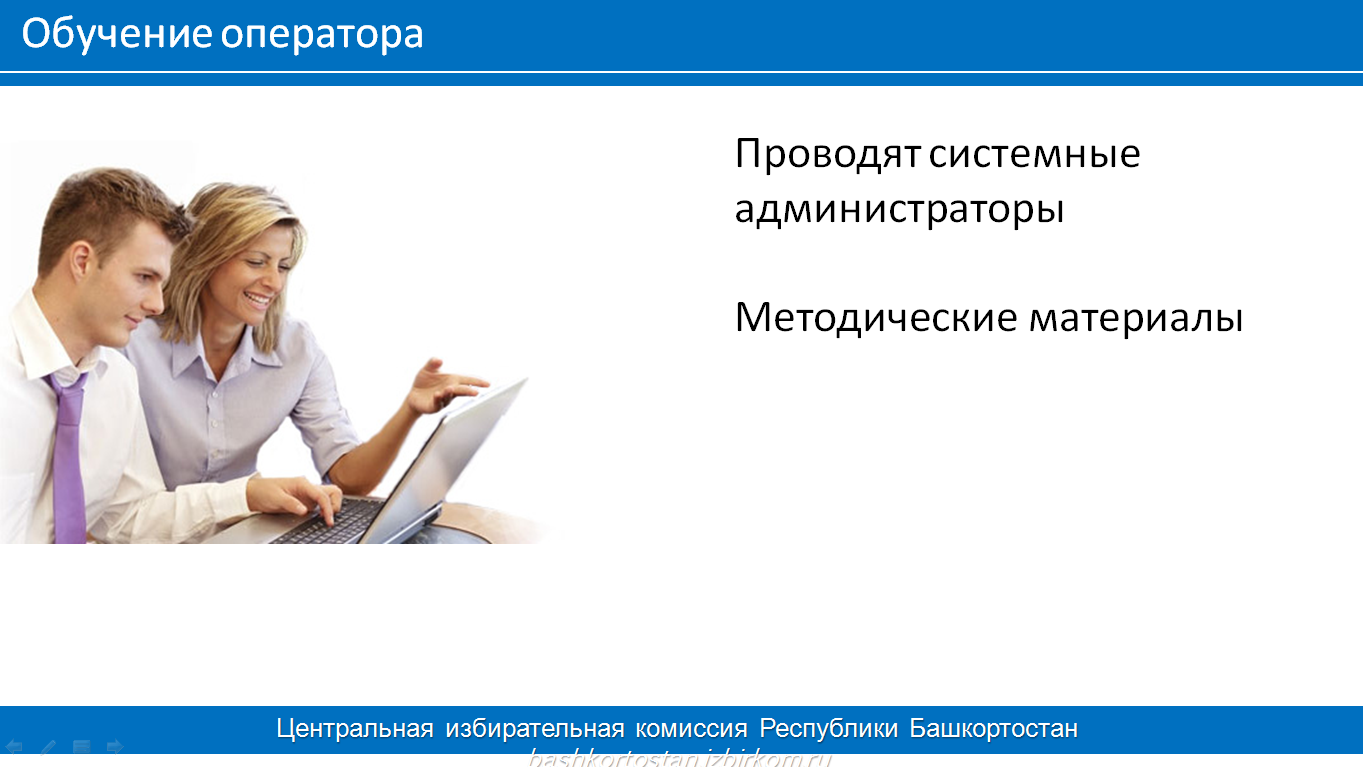 Обучение оператора
Проводят системные
администраторы
Методические материалы
Центральная избирательная комиссия Республики Башкортостан
bashkortostan.izbirkom.ru